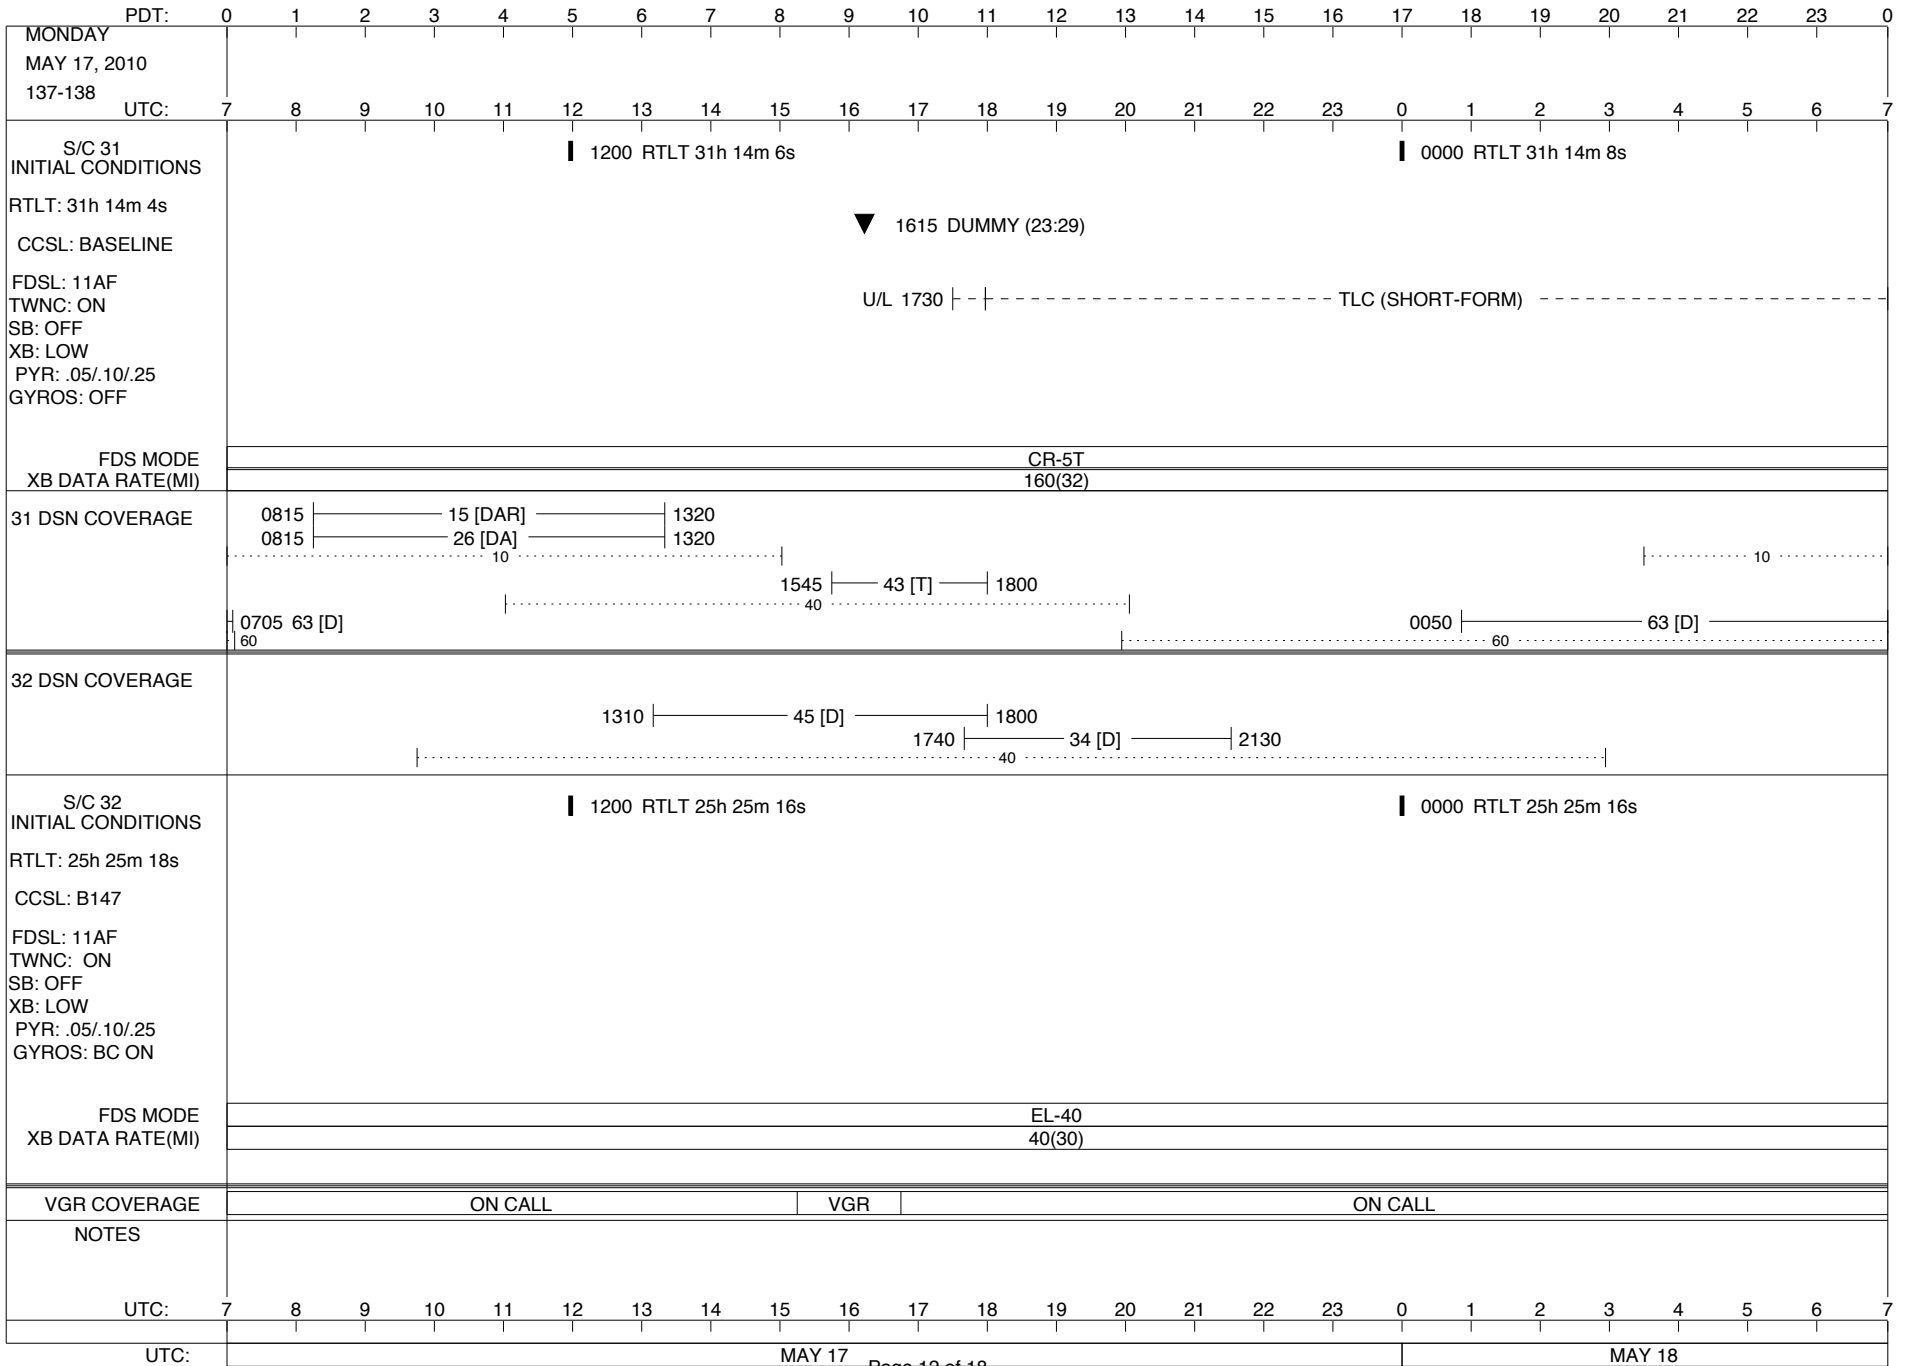 PDT: 0 1 2 3 4 5 6 7 8 9 10 11 12 13 14 15 16 17 18 19 20 21 22 23 0
MONDAY
MAY 17, 2010
137-138
UTC: 7 8 9 10 11 12 13 14 15 16 17 18 19 20 21 22 23 0 1 2 3 4 5 6 7
S/C 31
INITIAL CONDITIONS
1200 RTLT 31h 14m 6s
0000 RTLT 31h 14m 8s
RTLT: 31h 14m 4s
1615 DUMMY (23:29)
CCSL: BASELINE
FDSL: 11AF
U/L 1730 TLC (SHORT-FORM)
TWNC: ON
SB: OFF
XB: LOW
PYR: .05/.10/.25
GYROS: OFF
FDS MODE CR-5T
XB DATA RATE(MI) 160(32)
31 DSN COVERAGE
0815 15 [DAR] 1320
0815 26 [DA] 1320
10 10
1545 43 [T] 1800
40
0705 63 [D] 0050 63 [D]
60 60
32 DSN COVERAGE
1310 45 [D] 1800
1740 34 [D] 2130
40
S/C 32
INITIAL CONDITIONS
1200 RTLT 25h 25m 16s
0000 RTLT 25h 25m 16s
RTLT: 25h 25m 18s
CCSL: B147
FDSL: 11AF
TWNC: ON
SB: OFF
XB: LOW
PYR: .05/.10/.25
GYROS: BC ON
FDS MODE EL-40
XB DATA RATE(MI) 40(30)
VGR COVERAGE ON CALL VGR ON CALL
NOTES
UTC: 7 8 9 10 11 12 13 14 15 16 17 18 19 20 21 22 23 0 1 2 3 4 5 6 7
UTC: MAY 17 MAY 18
Page 12 of 18